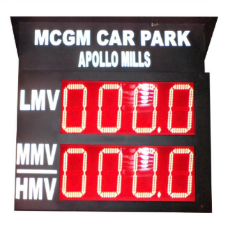 MCGM CAR PARK
APOLLO MILLS
LMV 000.0
MMV 000.0
HMV